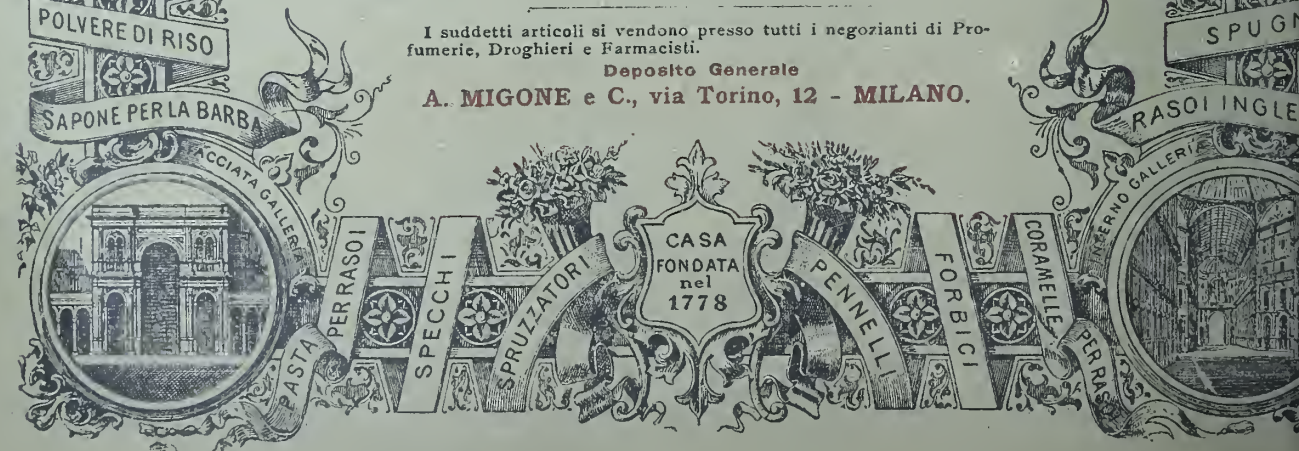 I suddetti articoli si vendono presso tutti i negozianti di Pro-
fumerie, Droghieri e Farmacisti.
Deposito Generale
A. MIGONE e C., via Torino, 12 - MILANO.
POLVERE DI RISO
SAPONE PER LA BARBA
ACCIATA GALLERIA
PASTA PER RASOI
SPECCHI
SPRUZZATORI
CASA
FONDATA
nel
1778
PENNELLI
FORBICI
CORAMELLE
PER RAS
SPUGN
RASOI INGLE
INTERNO GALLERIA